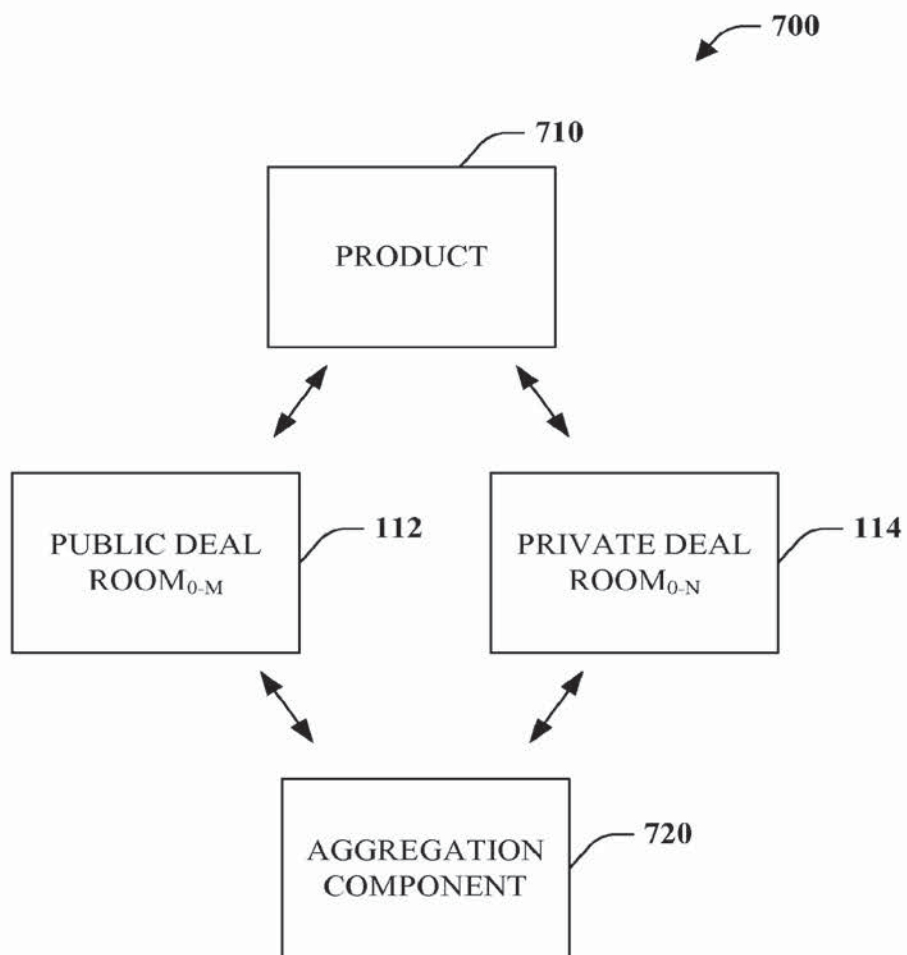 700
710
PRODUCT
PUBLIC DEAL
ROOM0-M
112
PRIVATE DEAL
ROOM0-N
114
AGGREGATION
COMPONENT
720